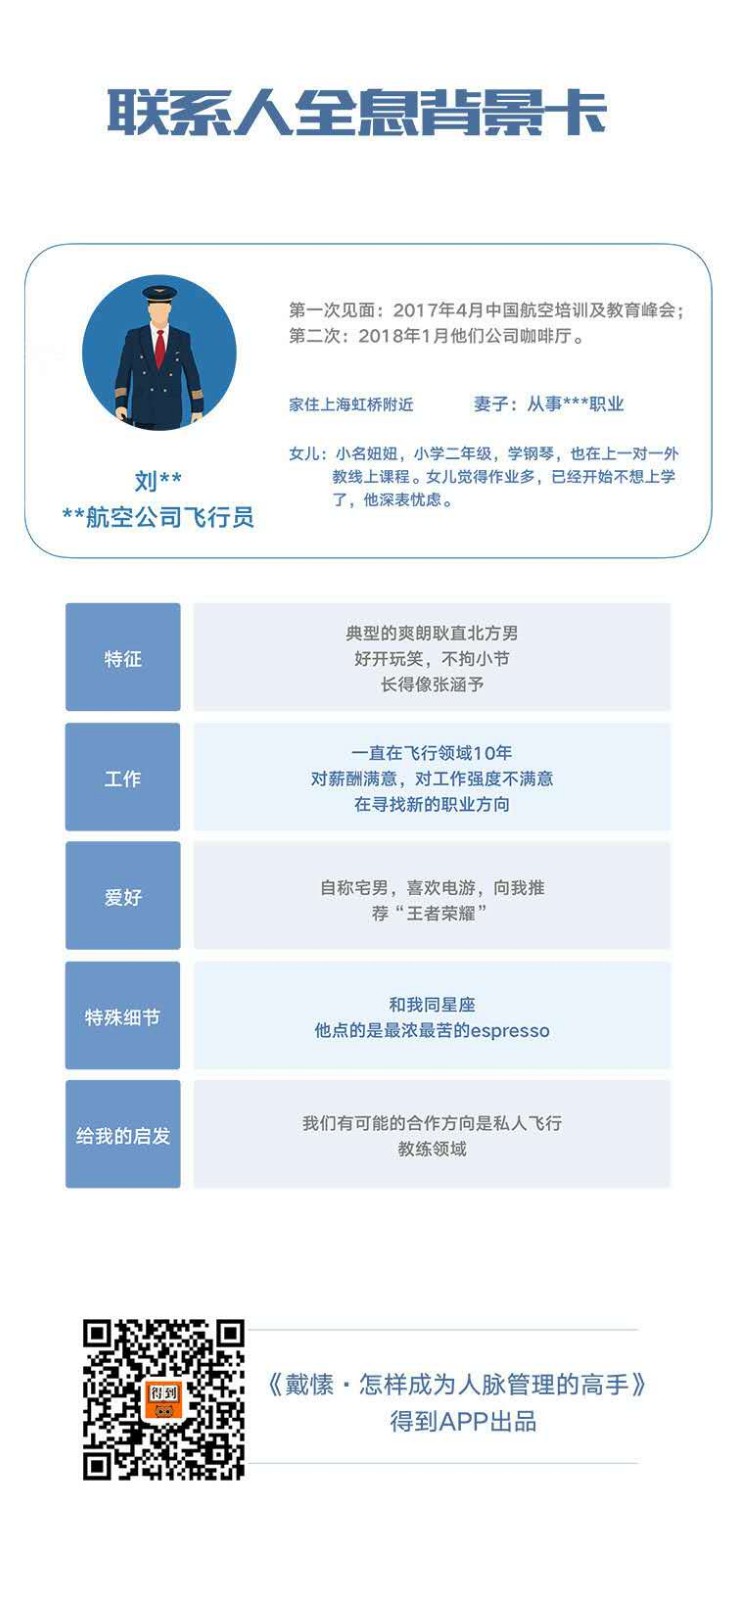 联系人全息背景卡
第一次见面：2017年4月中国航空培训及教育峰会；
第二次：2018年1月他们公司咖啡厅。
家住上海虹桥附近 妻子：从事***职业
女儿：小名妞妞，小学二年级，学钢琴，也在上一对一外
教线上课程。女儿觉得作业多，已经开始不想上学
了，他深表忧虑。
刘**
**航空公司飞行员
特征
典型的爽朗耿直北方男
好开玩笑，不拘小节
长得像张涵予
工作
一直在飞行领域10年
对薪酬满意，对工作强度不满意
在寻找新的职业方向
爱好
自称宅男，喜欢电游，向我推
荐“王者荣耀”
特殊细节
和我同星座
他点的是最浓最苦的espresso
给我的启发
我们有可能的合作方向是私人飞行
教练领域
得到
《戴愫·怎样成为人脉管理的高手》
得到APP出品